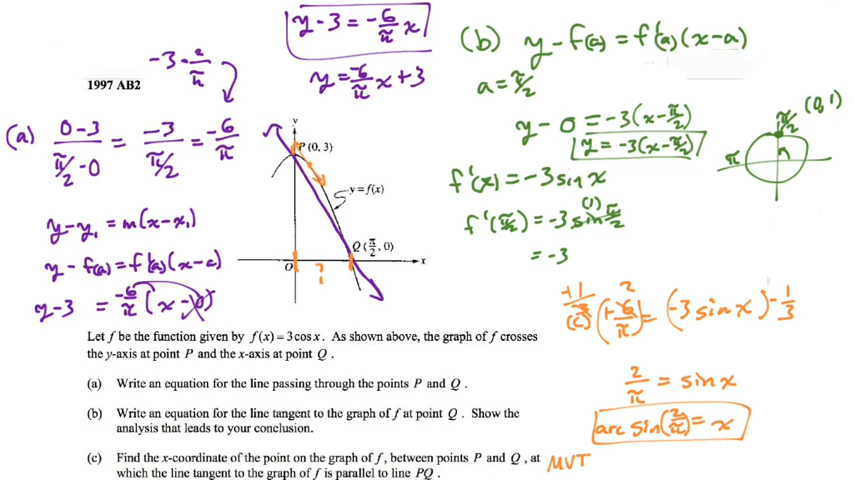 1997 AB2
-3 · 2/π
y - 3 = -6/π x
y = -6/π x + 3
(a) 0-3 / π/2 - 0 = -3 / π/2 = -6/π
y - y₁ = m(x - x₁)
y - f(a) = f'(a)(x - a)
y - 3 = -6/π (x - 0)
y
P (0, 3)
y = f(x)
Q (π/2, 0)
O
x
?
(b) y - f(a) = f'(a)(x - a)
a = π/2
y - 0 = -3(x - π/2)
y = -3(x - π/2)
π/2 (0, 1)
π
f'(x) = -3 sin x
f'(π/2) = -3 sin π/2
(1)
= -3
(c) (-6/π) = (-3 sin x) · -1/3
2/π = sin x
arc sin(2/π) = x
Let f be the function given by f(x) = 3cos x. As shown above, the graph of f crosses
the y-axis at point P and the x-axis at point Q.
(a) Write an equation for the line passing through the points P and Q.
(b) Write an equation for the line tangent to the graph of f at point Q. Show the
analysis that leads to your conclusion.
(c) Find the x-coordinate of the point on the graph of f, between points P and Q, at
which the line tangent to the graph of f is parallel to line PQ.
MVT